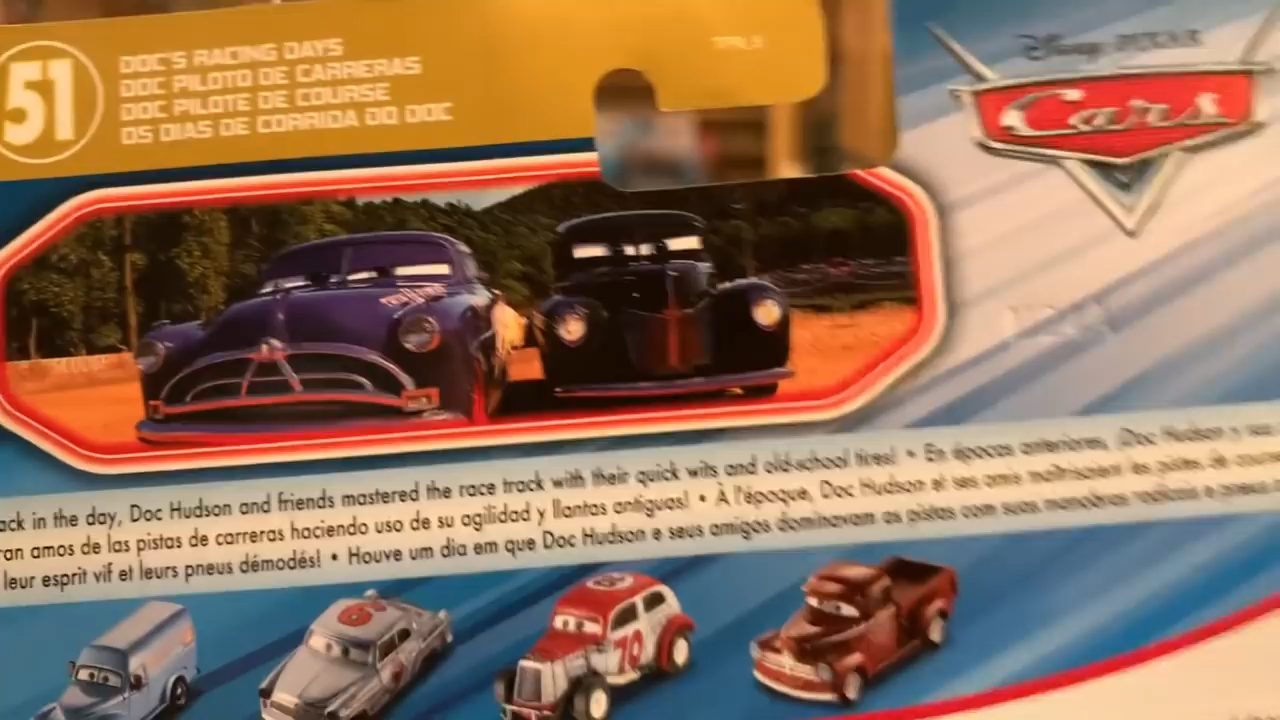 51
DOC'S RACING DAYS
DOC PILOTO DE CARRERAS
DOC PILOTE DE COURSE
OS DIAS DE CORRIDA DO DOC
Disney PIXAR
Cars
ack in the day, Doc Hudson and friends mastered the race track with their quick wits and old-school tires! • En épocas anteriores, ¡Doc Hudson y sus
ran amos de las pistas de carreras haciendo uso de su agilidad y llantas antiguas! • À l'époque, Doc Hudson et ses amis maîtrisaient les pistes de course
leur esprit vif et leurs pneus démodés! • Houve um dia em que Doc Hudson e seus amigos dominavam as pistas com suas manobras radicais e pneus
6
79